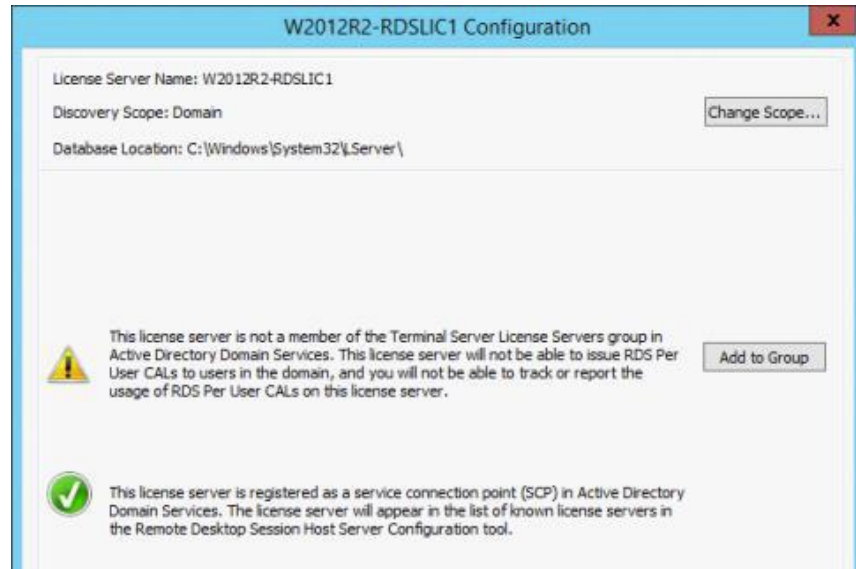 W2012R2-RDSLIC1 Configuration
x
License Server Name: W2012R2-RDSLIC1
Discovery Scope: Domain
Change Scope...
Database Location: C:\Windows\System32\LServer\
This license server is not a member of the Terminal Server License Servers group in
Active Directory Domain Services. This license server will not be able to issue RDS Per
User CALs to users in the domain, and you will not be able to track or report the
usage of RDS Per User CALs on this license server.
Add to Group
This license server is registered as a service connection point (SCP) in Active Directory
Domain Services. The license server will appear in the list of known license servers in
the Remote Desktop Session Host Server Configuration tool.